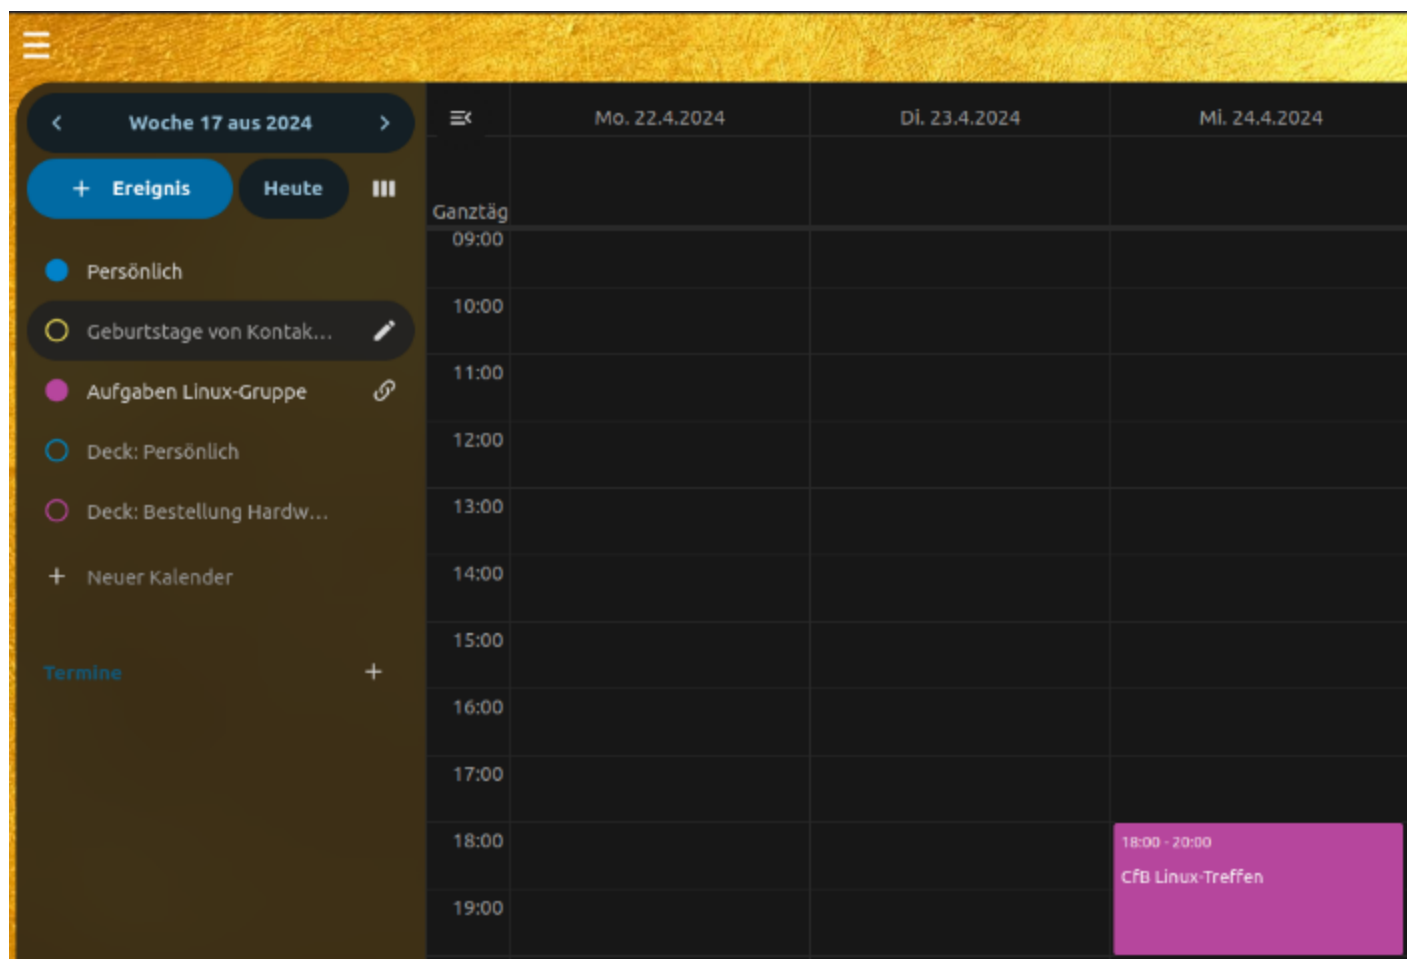 Woche 17 aus 2024
+ Ereignis
Heute
Persönlich
Geburtstage von Kontak...
Aufgaben Linux-Gruppe
Deck: Persönlich
Deck: Bestellung Hardw...
+ Neuer Kalender
Termine +
Mo. 22.4.2024
Di. 23.4.2024
Mi. 24.4.2024
Ganztäg
09:00
10:00
11:00
12:00
13:00
14:00
15:00
16:00
17:00
18:00
19:00
18:00 - 20:00
CfB Linux-Treffen